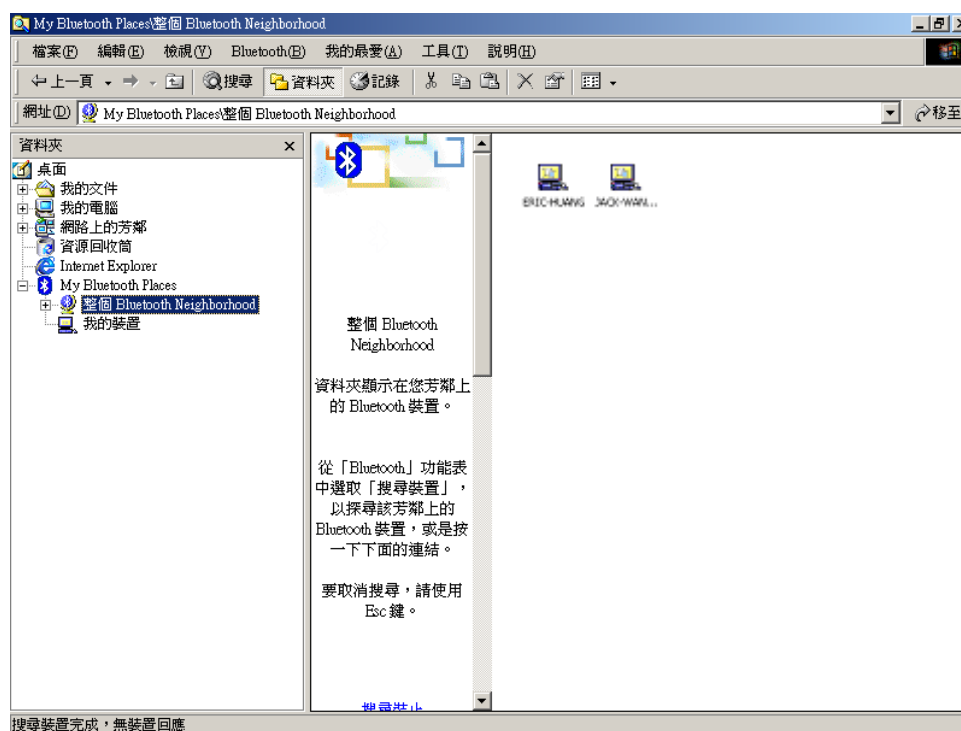 My Bluetooth Places\整個 Bluetooth Neighborhood
檔案(F) 編輯(E) 檢視(V) Bluetooth(B) 我的最愛(A) 工具(T) 說明(H)
上一頁 搜尋 資料夾 記錄
網址(D) My Bluetooth Places\整個 Bluetooth Neighborhood 移至
資料夾
桌面
我的文件
我的電腦
網路上的芳鄰
資源回收筒
Internet Explorer
My Bluetooth Places
整個 Bluetooth Neighborhood
我的裝置
整個 Bluetooth
Neighborhood
資料夾顯示在您芳鄰上
的 Bluetooth 裝置。
從「Bluetooth」功能表
中選取「搜尋裝置」,
以探尋該芳鄰上的
Bluetooth 裝置,或是按
一下下面的連結。
要取消搜尋,請使用
Esc 鍵。
ERIC-HUANG JACK-WAN...
搜尋裝置完成,無裝置回應